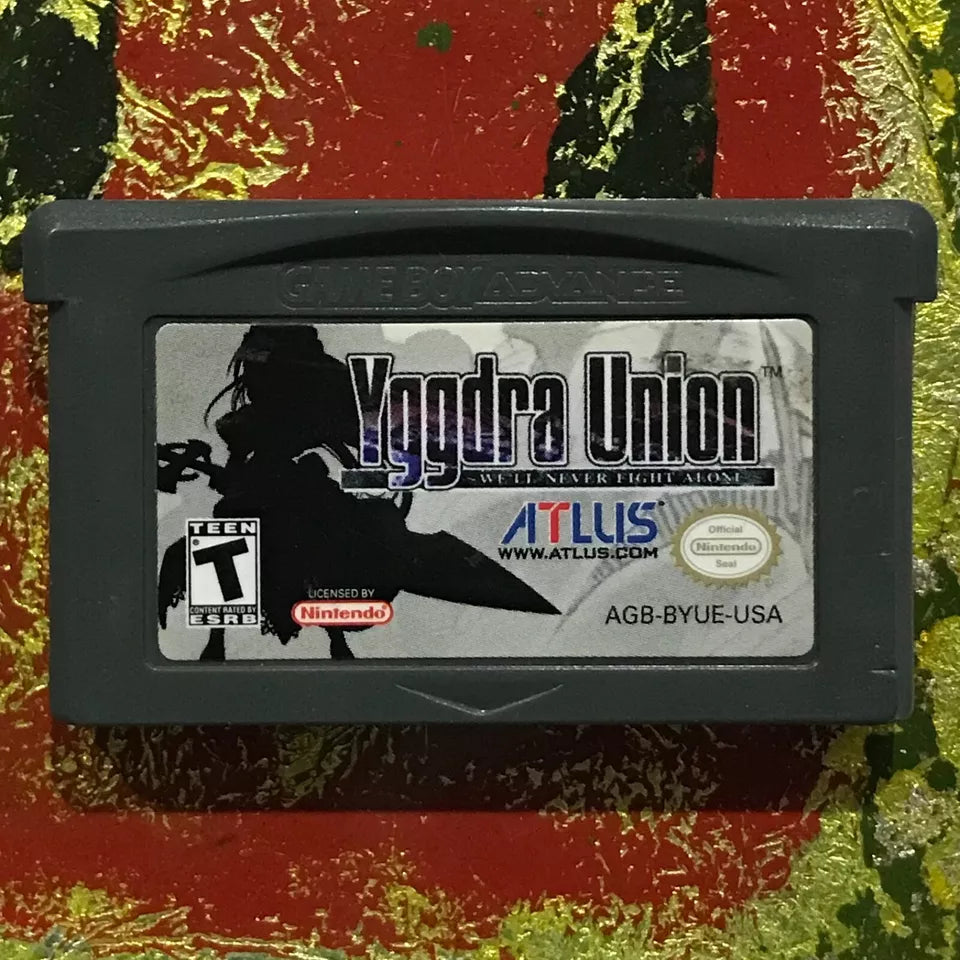 GAME BOY ADVANCE
Yggdra Union™
~WE'LL NEVER FIGHT ALONE~
ATLUS®
WWW.ATLUS.COM
TEEN
T
CONTENT RATED BY
ESRB
LICENSED BY
Nintendo®
Official
Nintendo
Seal
AGB-BYUE-USA